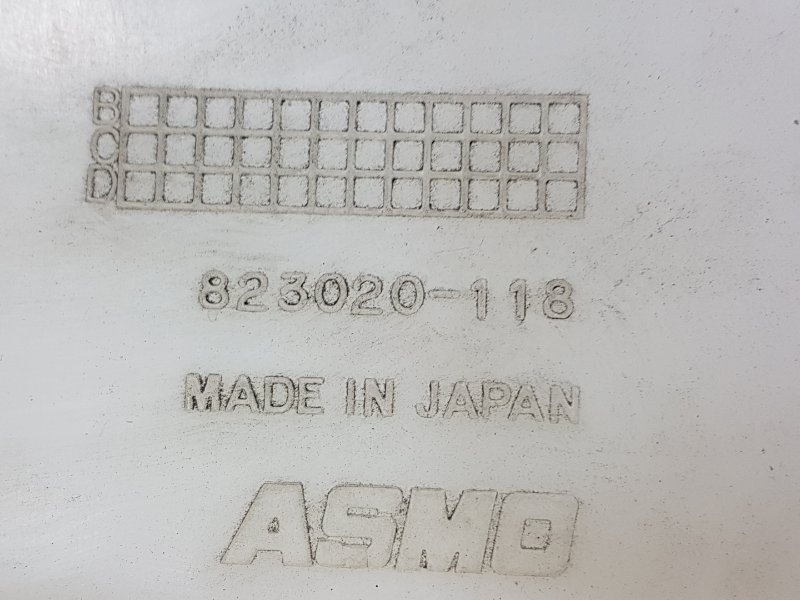 B
C
D
823020-118
MADE IN JAPAN
ASMO